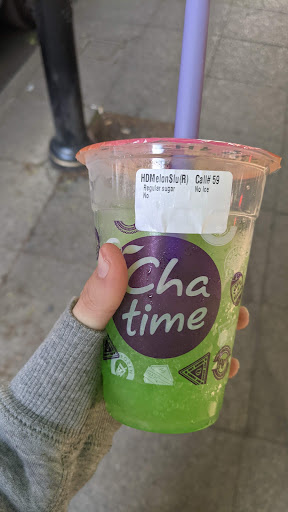 HDMelonSlu(R) Call# 59
Regular sugar No Ice
No
Cha
time